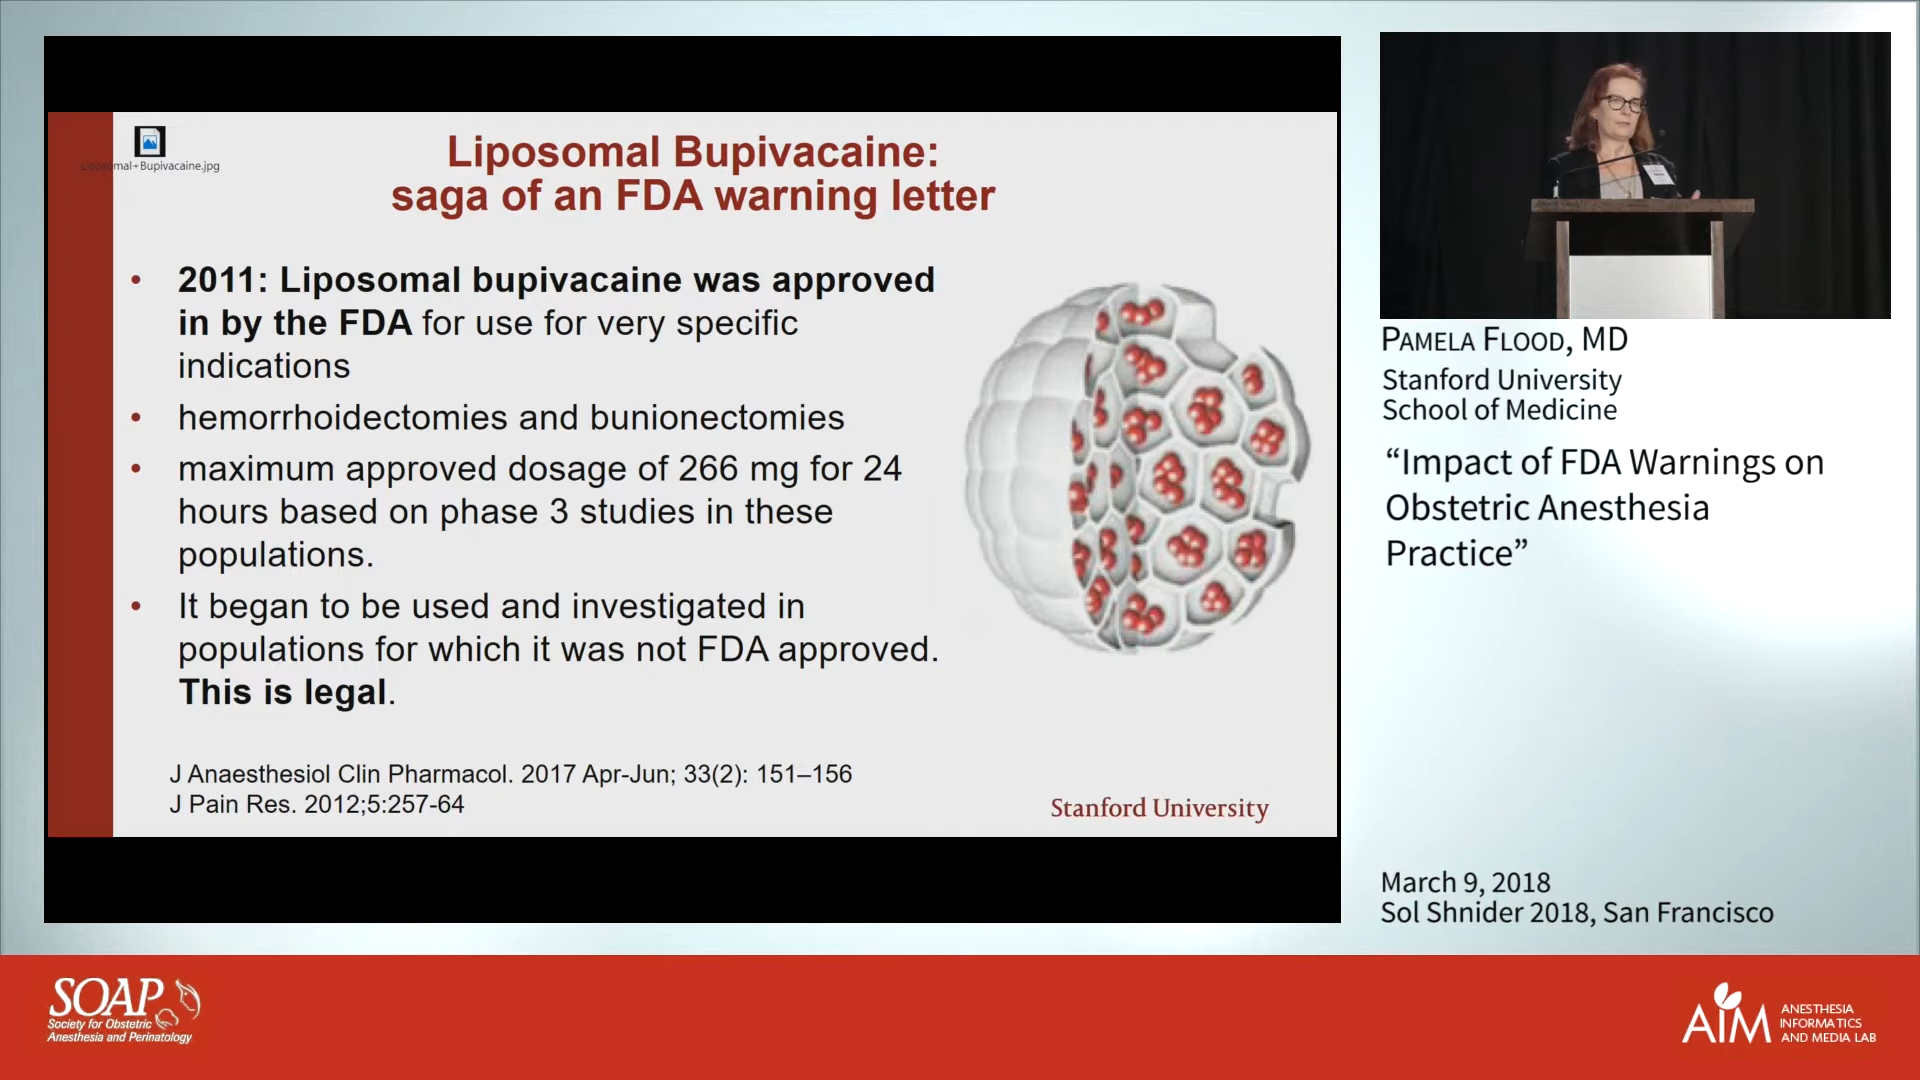 Liposomal+Bupivacaine.jpg
Liposomal Bupivacaine:
saga of an FDA warning letter
• 2011: Liposomal bupivacaine was approved
in by the FDA for use for very specific
indications
• hemorrhoidectomies and bunionectomies
• maximum approved dosage of 266 mg for 24
hours based on phase 3 studies in these
populations.
• It began to be used and investigated in
populations for which it was not FDA approved.
This is legal.
J Anaesthesiol Clin Pharmacol. 2017 Apr-Jun; 33(2): 151–156
J Pain Res. 2012;5:257-64
Stanford University
PAMELA FLOOD, MD
Stanford University
School of Medicine
“Impact of FDA Warnings on
Obstetric Anesthesia
Practice”
March 9, 2018
Sol Shnider 2018, San Francisco
SOAP
Society for Obstetric
Anesthesia and Perinatology
AIM
ANESTHESIA
INFORMATICS
AND MEDIA LAB